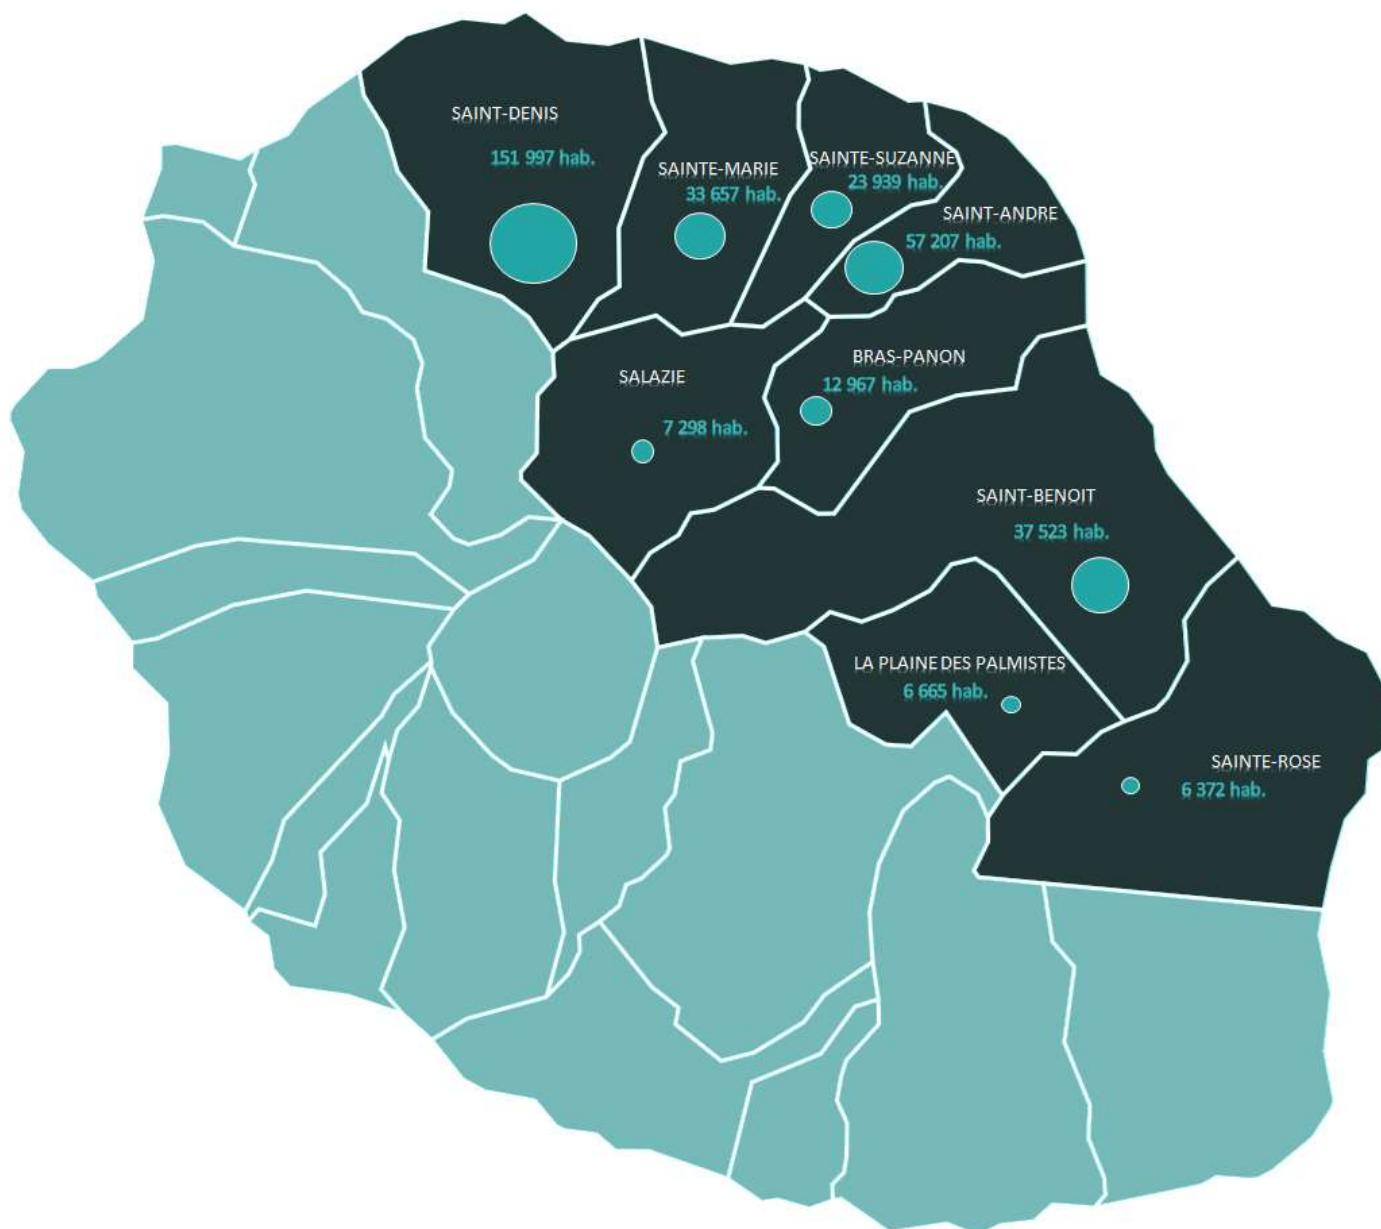 SAINT-DENIS
151 997 hab.
SAINTE-MARIE
33 657 hab.
SAINTE-SUZANNE
23 939 hab.
SAINT-ANDRE
57 207 hab.
SALAZIE
7 298 hab.
BRAS-PANON
12 967 hab.
SAINT-BENOIT
37 523 hab.
LA PLAINE DES PALMISTES
6 665 hab.
SAINTE-ROSE
6 372 hab.